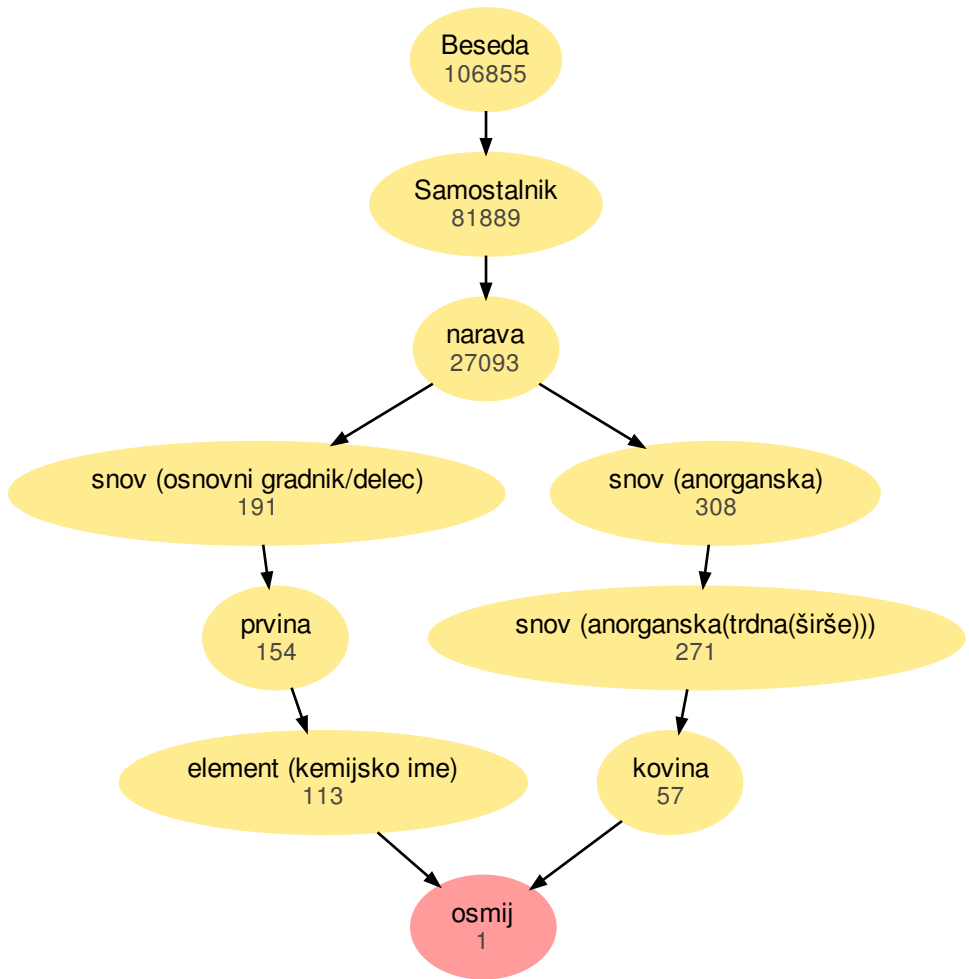 Beseda
106855
Samostalnik
81889
narava
27093
snov (osnovni gradnik/delec)
191
snov (anorganska)
308
prvina
154
snov (anorganska(trdna(širše)))
271
element (kemijsko ime)
113
kovina
57
osmij
1